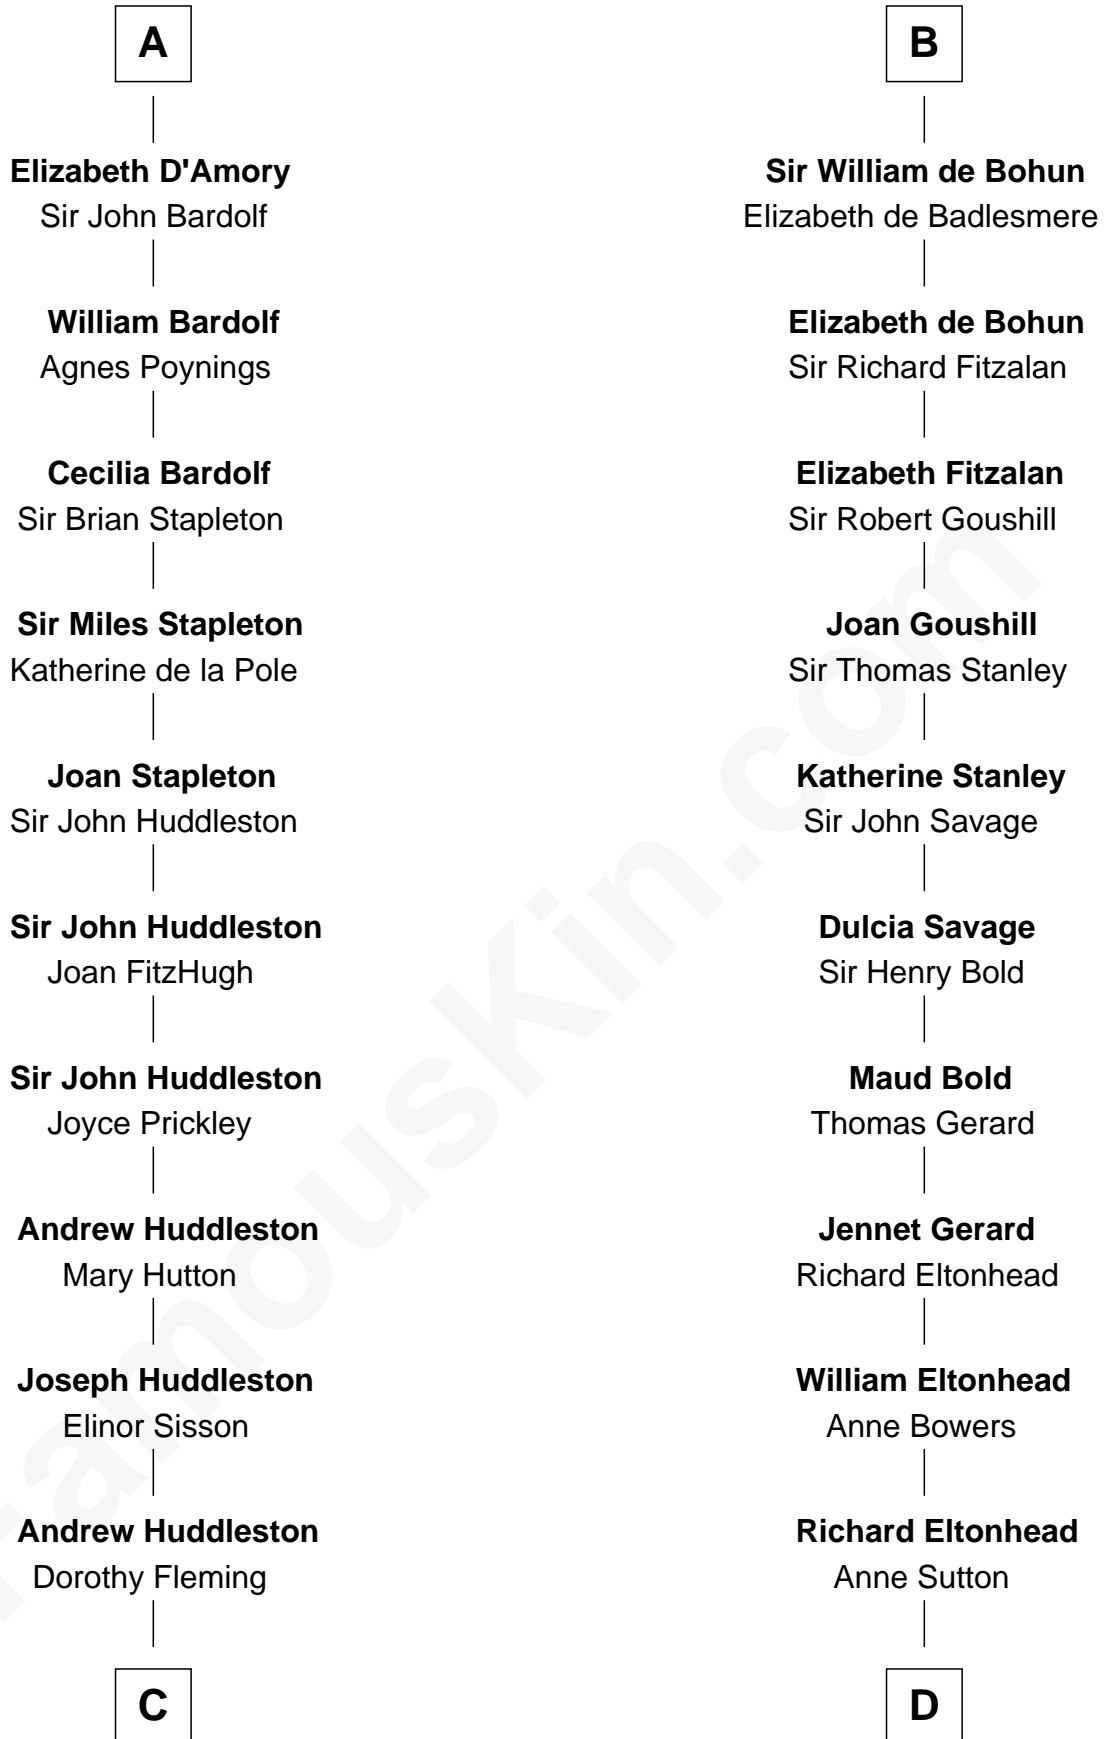 A
Elizabeth D'Amory
Sir John Bardolf
William Bardolf
Agnes Poynings
Cecilia Bardolf
Sir Brian Stapleton
Sir Miles Stapleton
Katherine de la Pole
Joan Stapleton
Sir John Huddleston
Sir John Huddleston
Joan FitzHugh
Sir John Huddleston
Joyce Prickley
Andrew Huddleston
Mary Hutton
Joseph Huddleston
Elinor Sisson
Andrew Huddleston
Dorothy Fleming
C
B
Sir William de Bohun
Elizabeth de Badlesmere
Elizabeth de Bohun
Sir Richard Fitzalan
Elizabeth Fitzalan
Sir Robert Goushill
Joan Goushill
Sir Thomas Stanley
Katherine Stanley
Sir John Savage
Dulcia Savage
Sir Henry Bold
Maud Bold
Thomas Gerard
Jennet Gerard
Richard Eltonhead
William Eltonhead
Anne Bowers
Richard Eltonhead
Anne Sutton
D
FamousKin.com